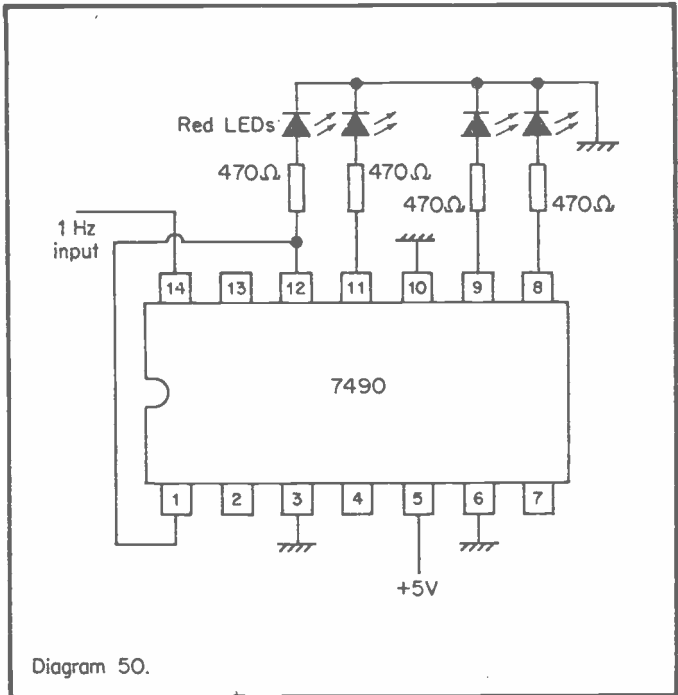 Red LEDs
470Ω
470Ω
470Ω
470Ω
1 Hz
input
14 13 12 11 10 9 8
7490
1 2 3 4 5 6 7
+5V
Diagram 50.